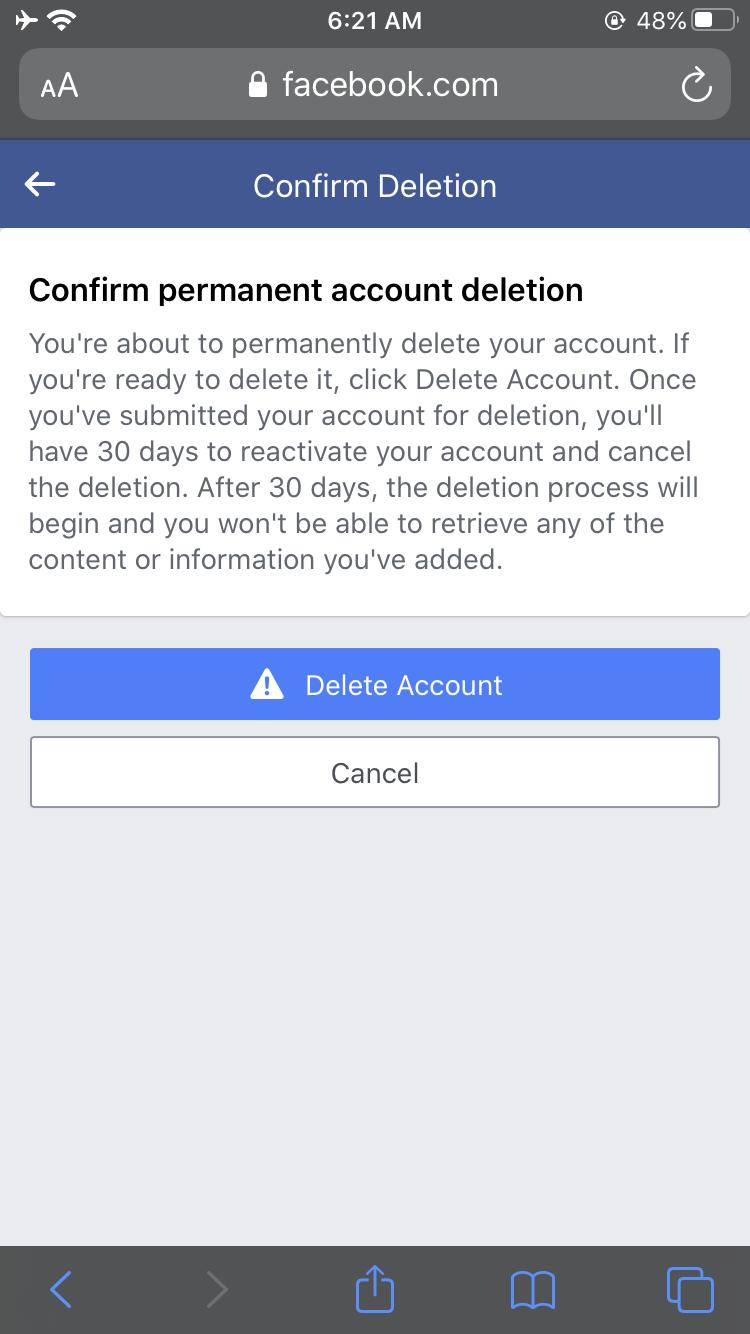 6:21 AM
48%
AA
facebook.com
Confirm Deletion
Confirm permanent account deletion
You're about to permanently delete your account. If
you're ready to delete it, click Delete Account. Once
you've submitted your account for deletion, you'll
have 30 days to reactivate your account and cancel
the deletion. After 30 days, the deletion process will
begin and you won't be able to retrieve any of the
content or information you've added.
Delete Account
Cancel